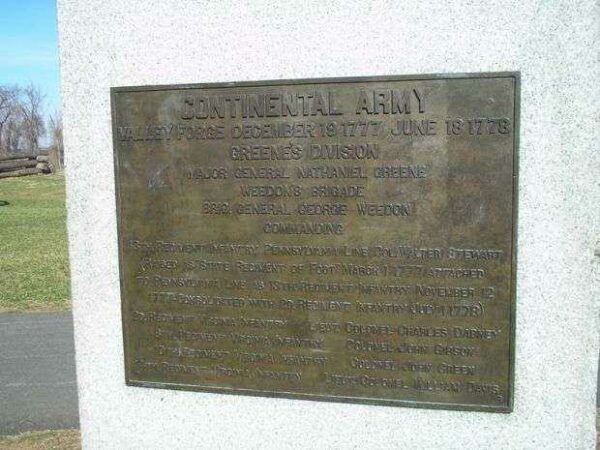 CONTINENTAL ARMY
VALLEY FORGE DECEMBER 19 1777 JUNE 18 1778
GREENE'S DIVISION
MAJOR GENERAL NATHANIEL GREENE
WEEDON'S BRIGADE
BRIG. GENERAL GEORGE WEEDON
COMMANDING
13TH REGIMENT INFANTRY, PENNSYLVANIA LINE COL. WALTER STEWART
(RAISED AS "STATE REGIMENT OF FOOT" MARCH 1777 ATTACHED
TO PENNSYLVANIA LINE AS 13TH REGIMENT INFANTRY NOVEMBER 12
1777-CONSOLIDATED WITH 2D REGIMENT INFANTRY JULY 1 1778)
REGIMENT VIRGINIA INFANTRY LIEUT. COLONEL CHARLES DABNEY
REGIMENT VIRGINIA INFANTRY COLONEL JOHN GIBSON
REGIMENT VIRGINIA INFANTRY COLONEL JOHN GREEN
REGIMENT VIRGINIA INFANTRY LIEUT-COLONEL WILLIAM DAVIS